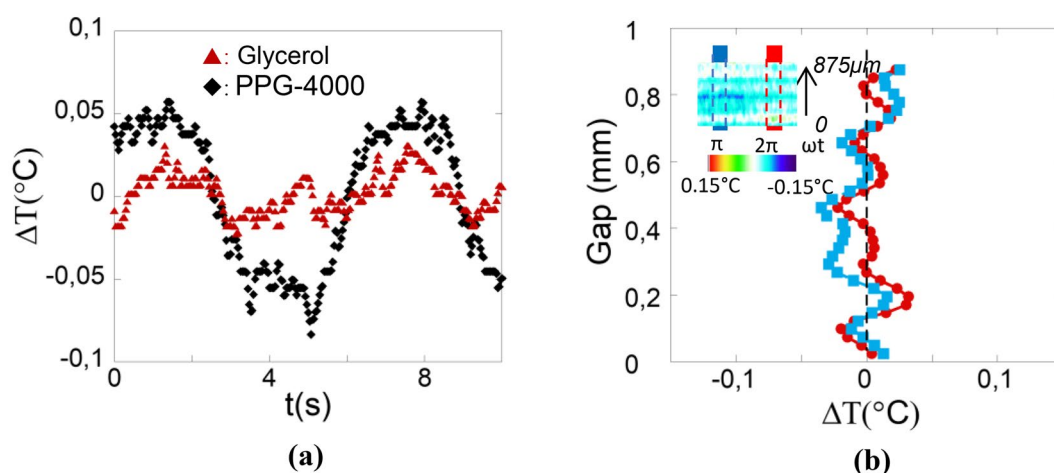 0,1
0,05
0
-0,05
-0,1
ΔT(°C)
▲: Glycerol
◆: PPG-4000
0 4 8
t(s)
(a)
1
0,8
0,6
0,4
0,2
0
Gap (mm)
875µm
0
π 2π ωt
0.15°C -0.15°C
-0,1 0 0,1
ΔT(°C)
(b)